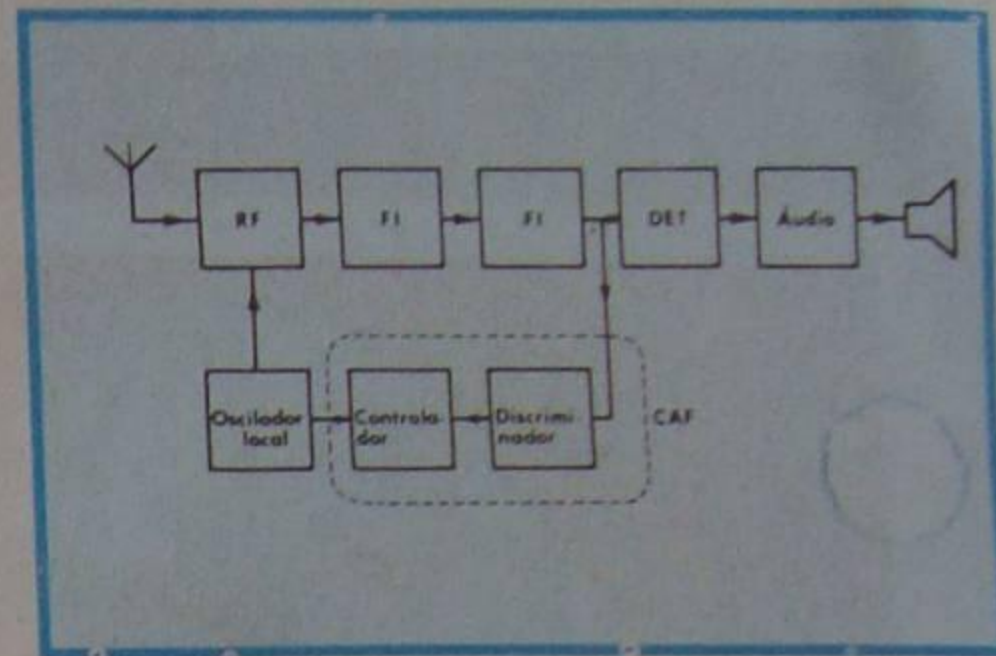 RF
FI
FI
DET
Áudio
Oscilador
local
Controla-
dor
Discrimi-
nador
CAF